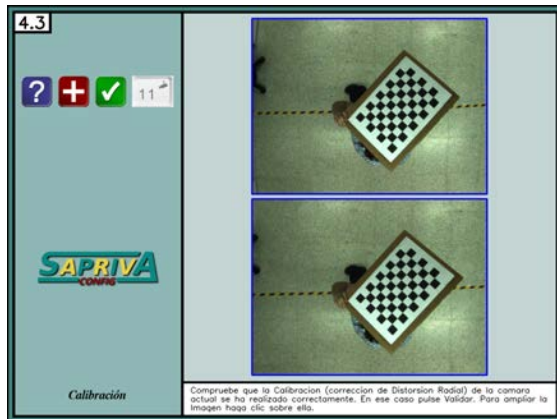 4.3
? + ✓ 11
SAPRIVA
CONFIG
Calibración
Compruebe que la Calibracion (correccion de Distorsion Radial) de la camara
actual se ha realizado correctamente. En ese caso pulse Validar. Para ampliar la
Imagen haga clic sobre ella.